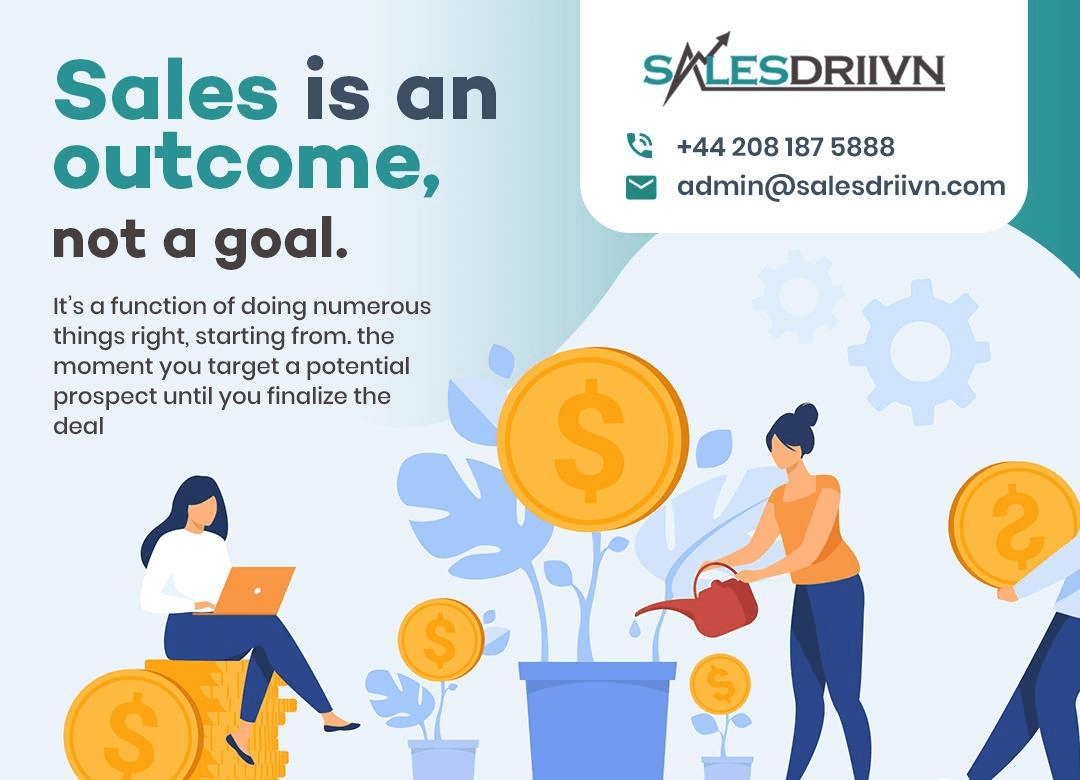 Sales is an
outcome,
not a goal.
It's a function of doing numerous
things right, starting from. the
moment you target a potential
prospect until you finalize the
deal
SALESDRIIVN
+44 208 187 5888
admin@salesdriivn.com
$
$
$
$
$